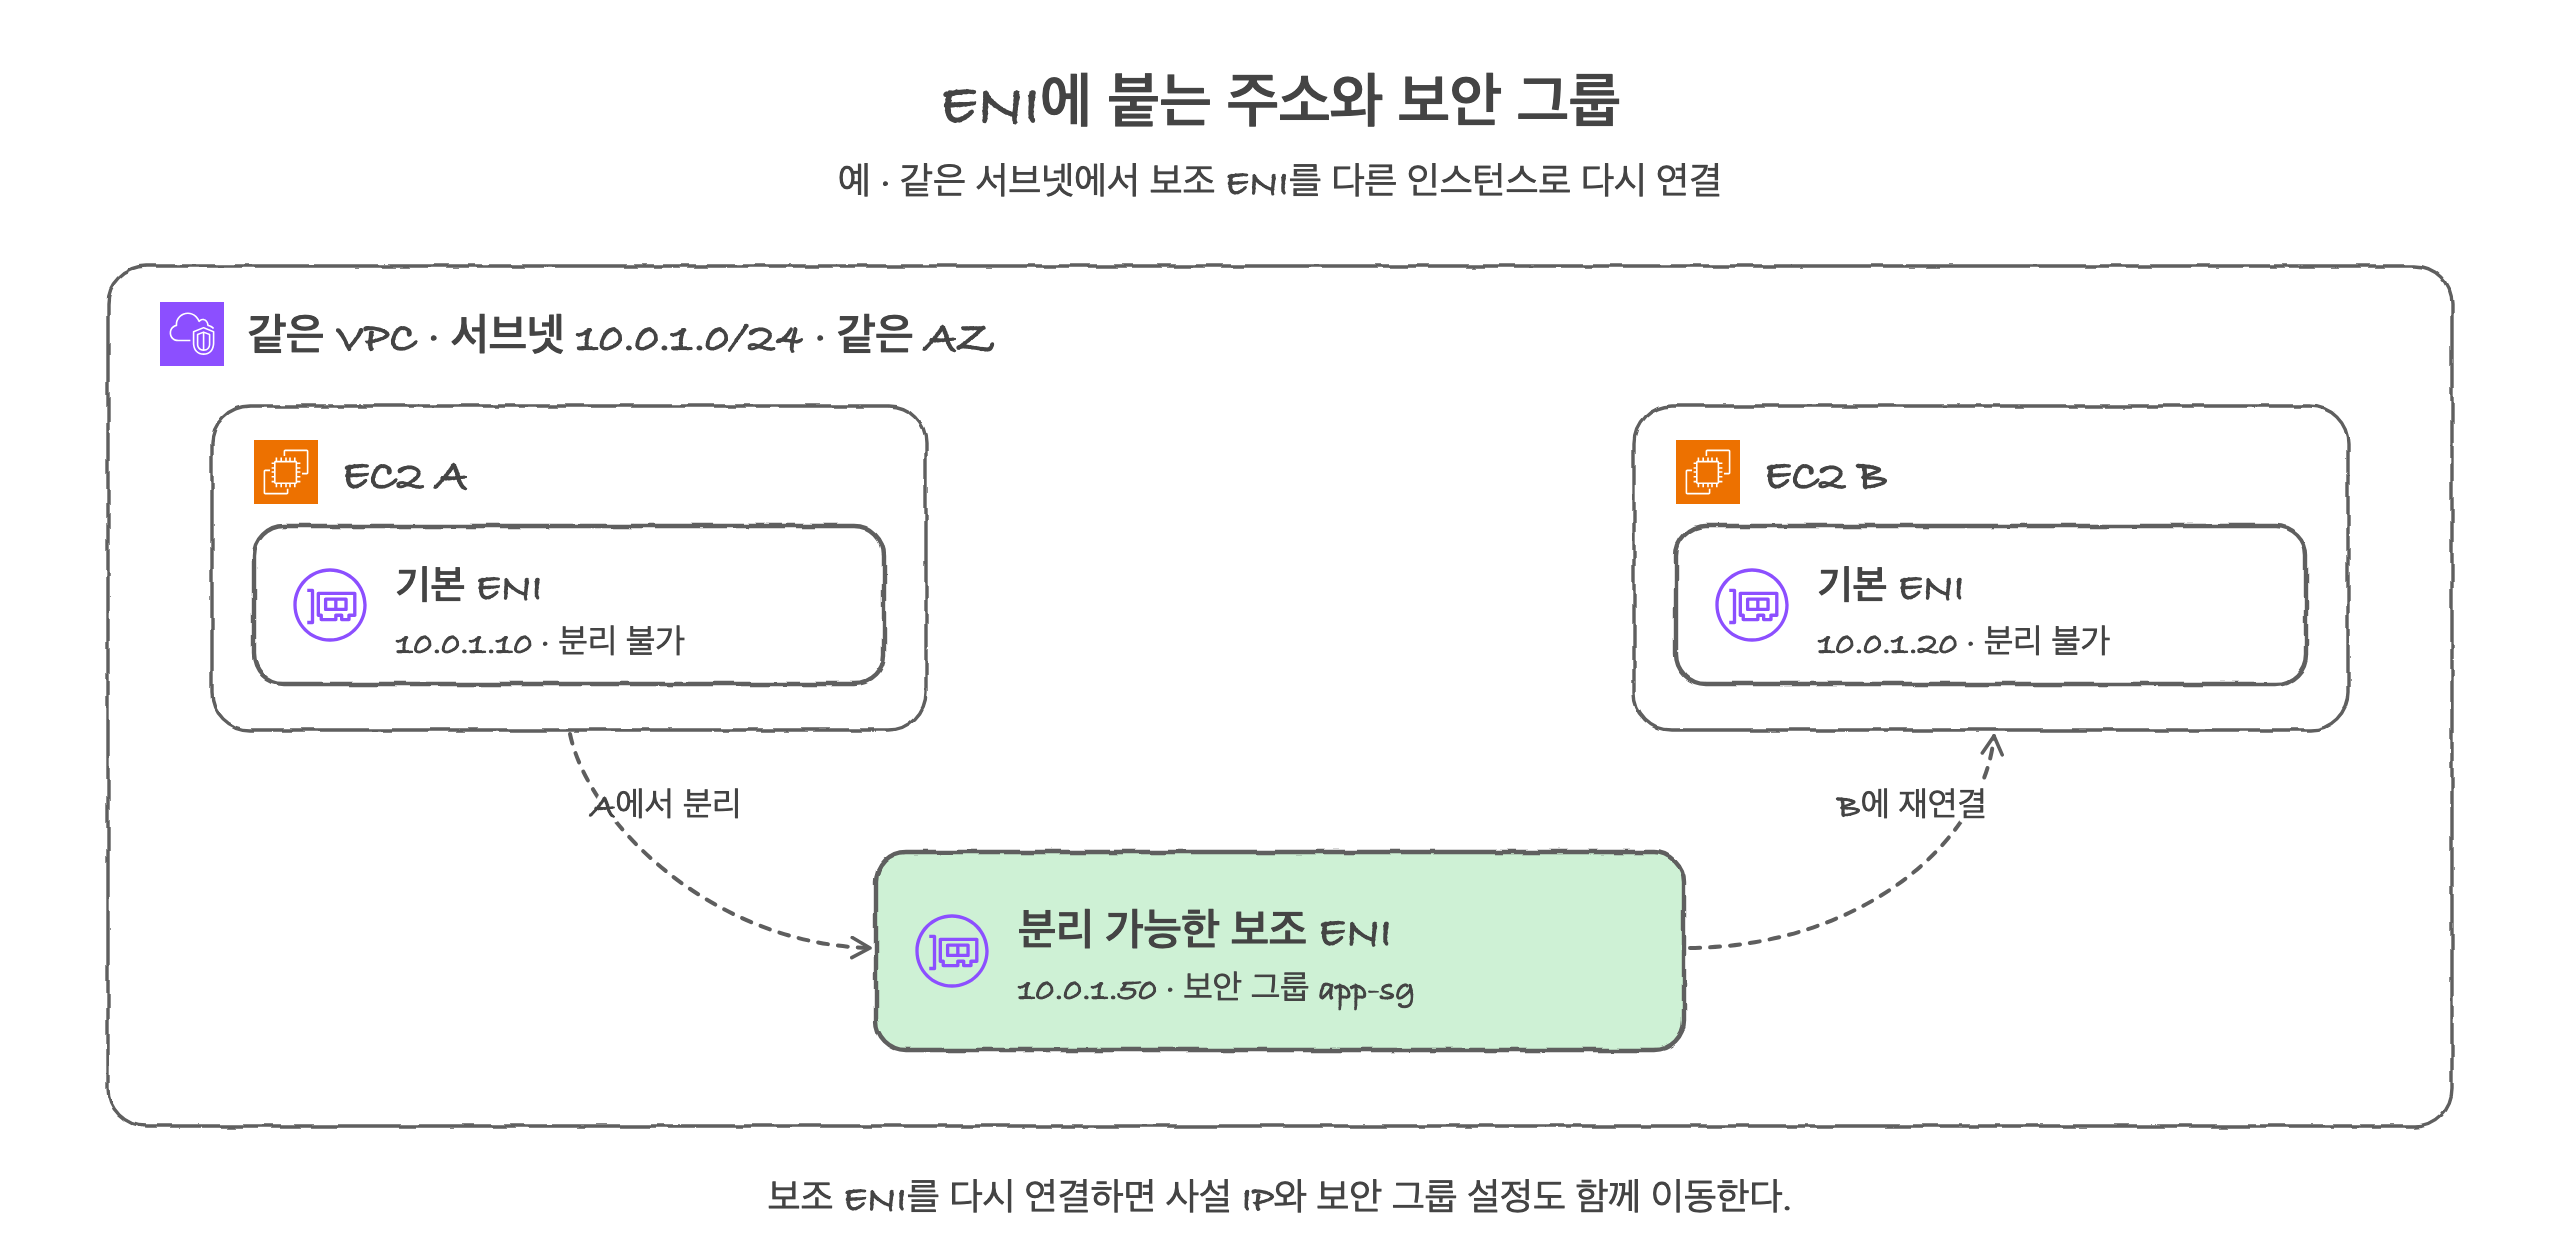 ENI에 붙는 주소와 보안 그룹
예 · 같은 서브넷에서 보조 ENI를 다른 인스턴스로 다시 연결
같은 VPC · 서브넷 10.0.1.0/24 · 같은 AZ
EC2 A
기본 ENI
10.0.1.10 · 분리 불가
EC2 B
기본 ENI
10.0.1.20 · 분리 불가
A에서 분리
B에 재연결
분리 가능한 보조 ENI
10.0.1.50 · 보안 그룹 app-sg
보조 ENI를 다시 연결하면 사설 IP와 보안 그룹 설정도 함께 이동한다.